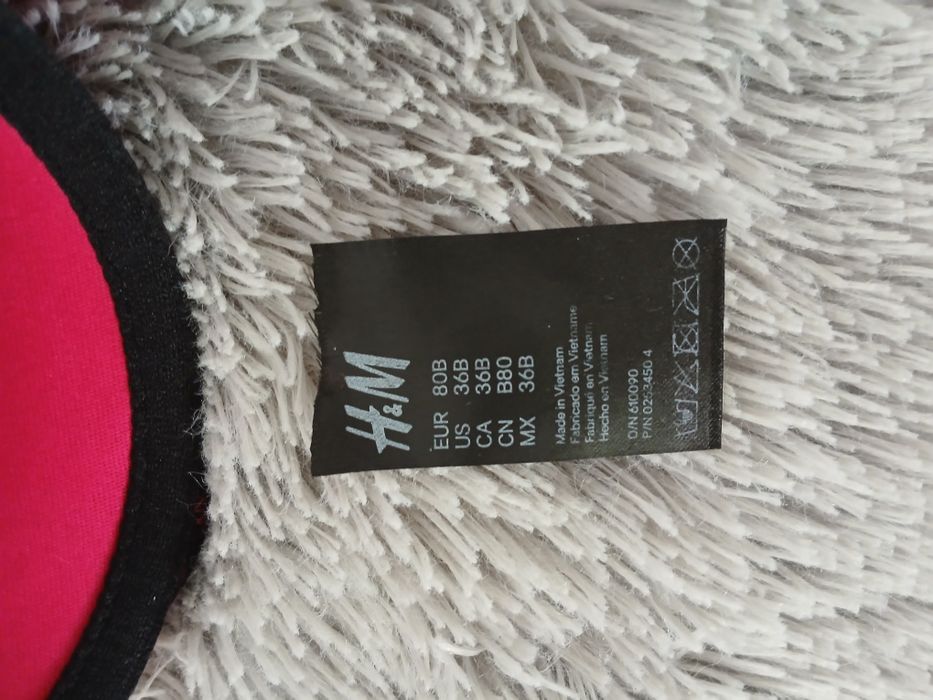 H&M
EUR 80B
US 36B
CA 36B
CN B80
MX 36B
Made in Vietnam
Fabricado em Vietname
Fabriqué en Vietnam
Hecho en Vietnam
O/N 610090
P/N 0253450 4